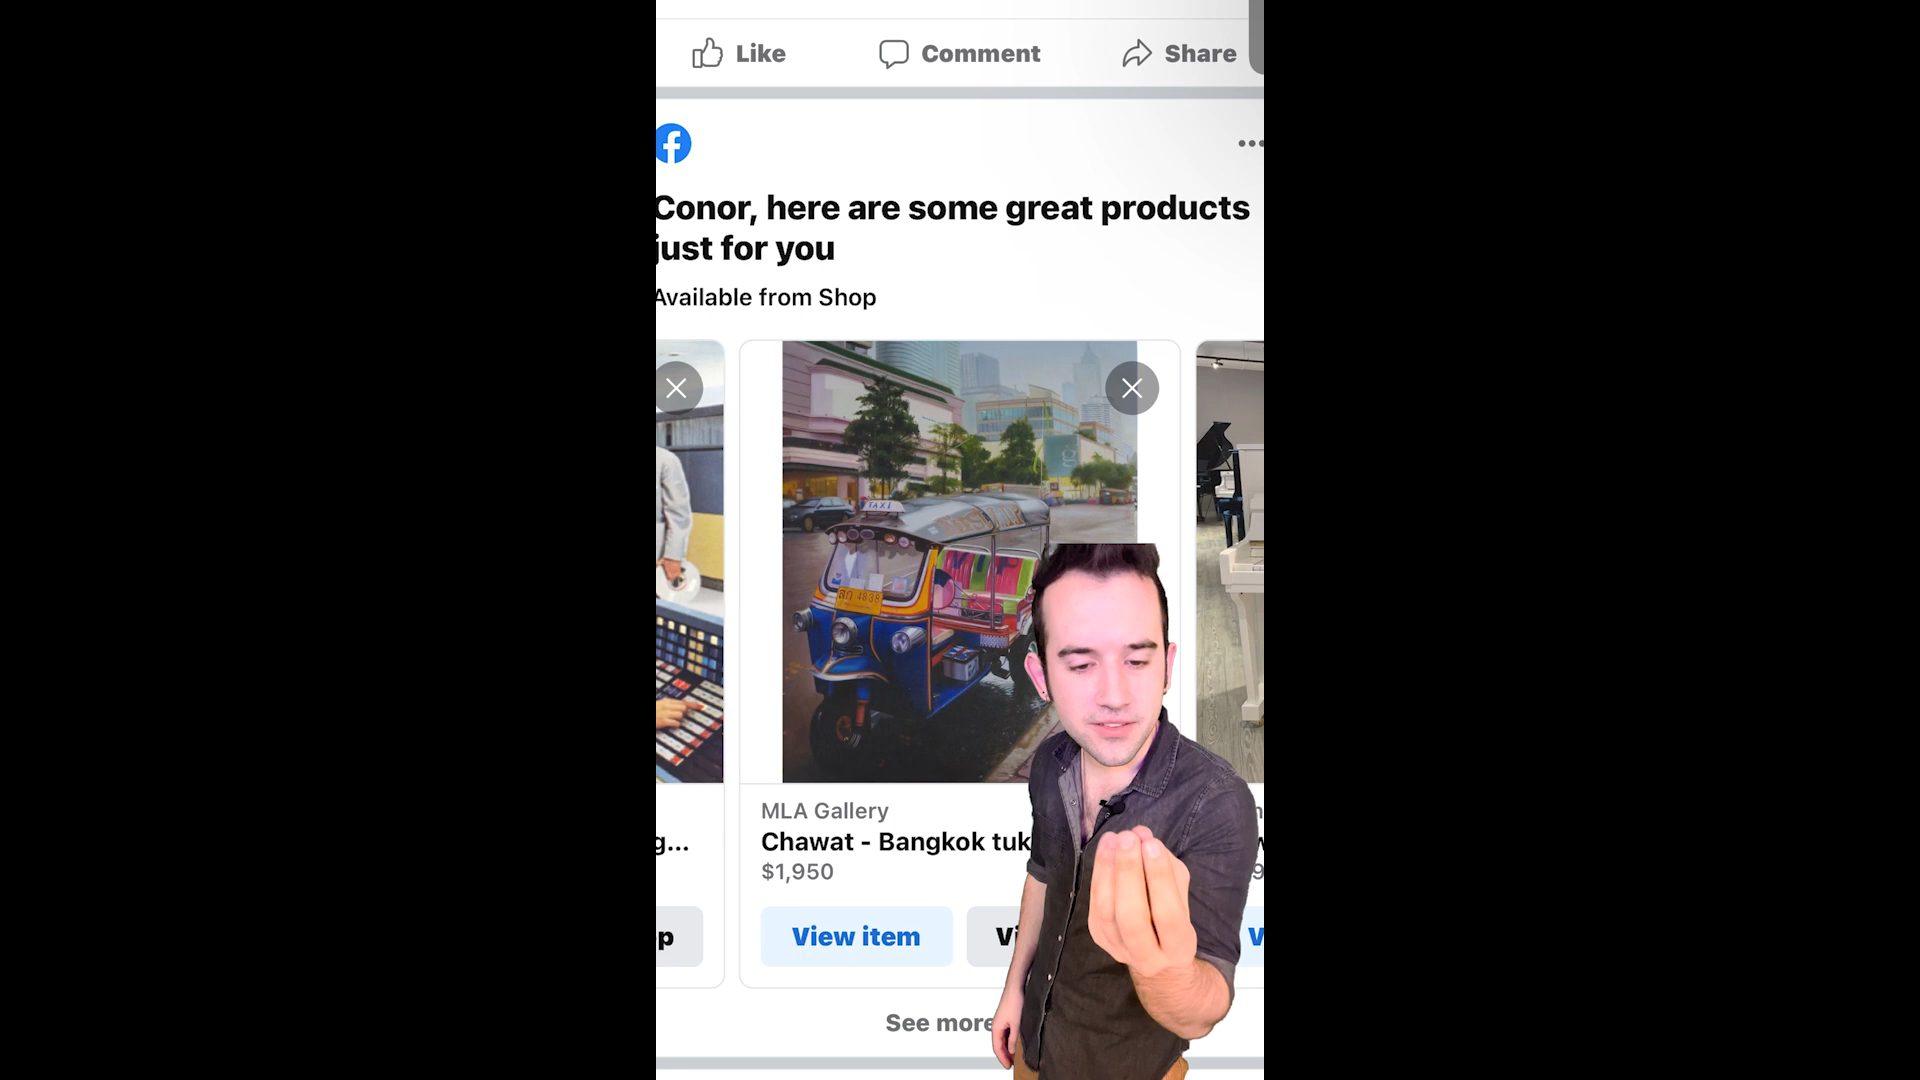 Like
Comment
Share
Conor, here are some great products
just for you
Available from Shop
TAXI
MLA Gallery
Chawat - Bangkok tuk
$1,950
View item
See more